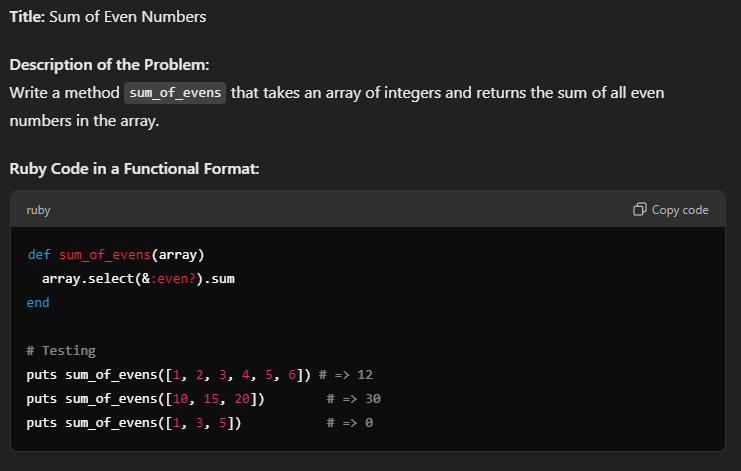 Title: Sum of Even Numbers
Description of the Problem:
Write a method sum_of_evens that takes an array of integers and returns the sum of all even
numbers in the array.
Ruby Code in a Functional Format:
ruby Copy code
def sum_of_evens(array)
  array.select(&:even?).sum
end
# Testing
puts sum_of_evens([1, 2, 3, 4, 5, 6]) # => 12
puts sum_of_evens([10, 15, 20])        # => 30
puts sum_of_evens([1, 3, 5])           # => 0